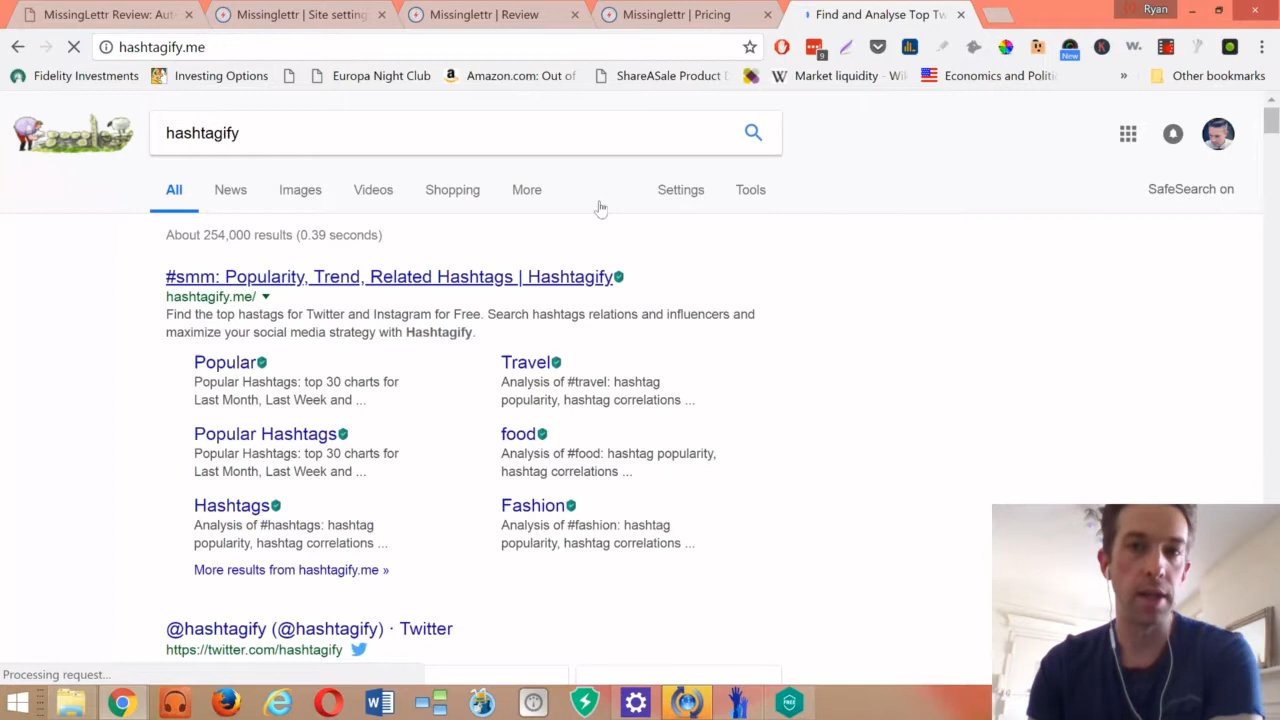 MissingLettr Review: Aut
Missinglettr | Site setting
Missinglettr | Review
Missinglettr | Pricing
Find and Analyse Top Tw
Ryan
hashtagify.me
9
New
Fidelity Investments
Investing Options
Europa Night Club
Amazon.com: Out of
ShareASale Product D
Market liquidity - Wik
Economics and Politi
»
Other bookmarks
hashtagify
All
News
Images
Videos
Shopping
More
Settings
Tools
SafeSearch on
About 254,000 results (0.39 seconds)
#smm: Popularity, Trend, Related Hashtags | Hashtagify
hashtagify.me/
Find the top hastags for Twitter and Instagram for Free. Search hashtags relations and influencers and
maximize your social media strategy with Hashtagify.
Popular
Popular Hashtags: top 30 charts for
Last Month, Last Week and ...
Travel
Analysis of #travel: hashtag
popularity, hashtag correlations ...
Popular Hashtags
Popular Hashtags: top 30 charts for
Last Month, Last Week and ...
food
Analysis of #food: hashtag popularity,
hashtag correlations ...
Hashtags
Analysis of #hashtags: hashtag
popularity, hashtag correlations ...
Fashion
Analysis of #fashion: hashtag
popularity, hashtag correlations ...
More results from hashtagify.me »
@hashtagify (@hashtagify) · Twitter
https://twitter.com/hashtagify
Processing request...
FREE